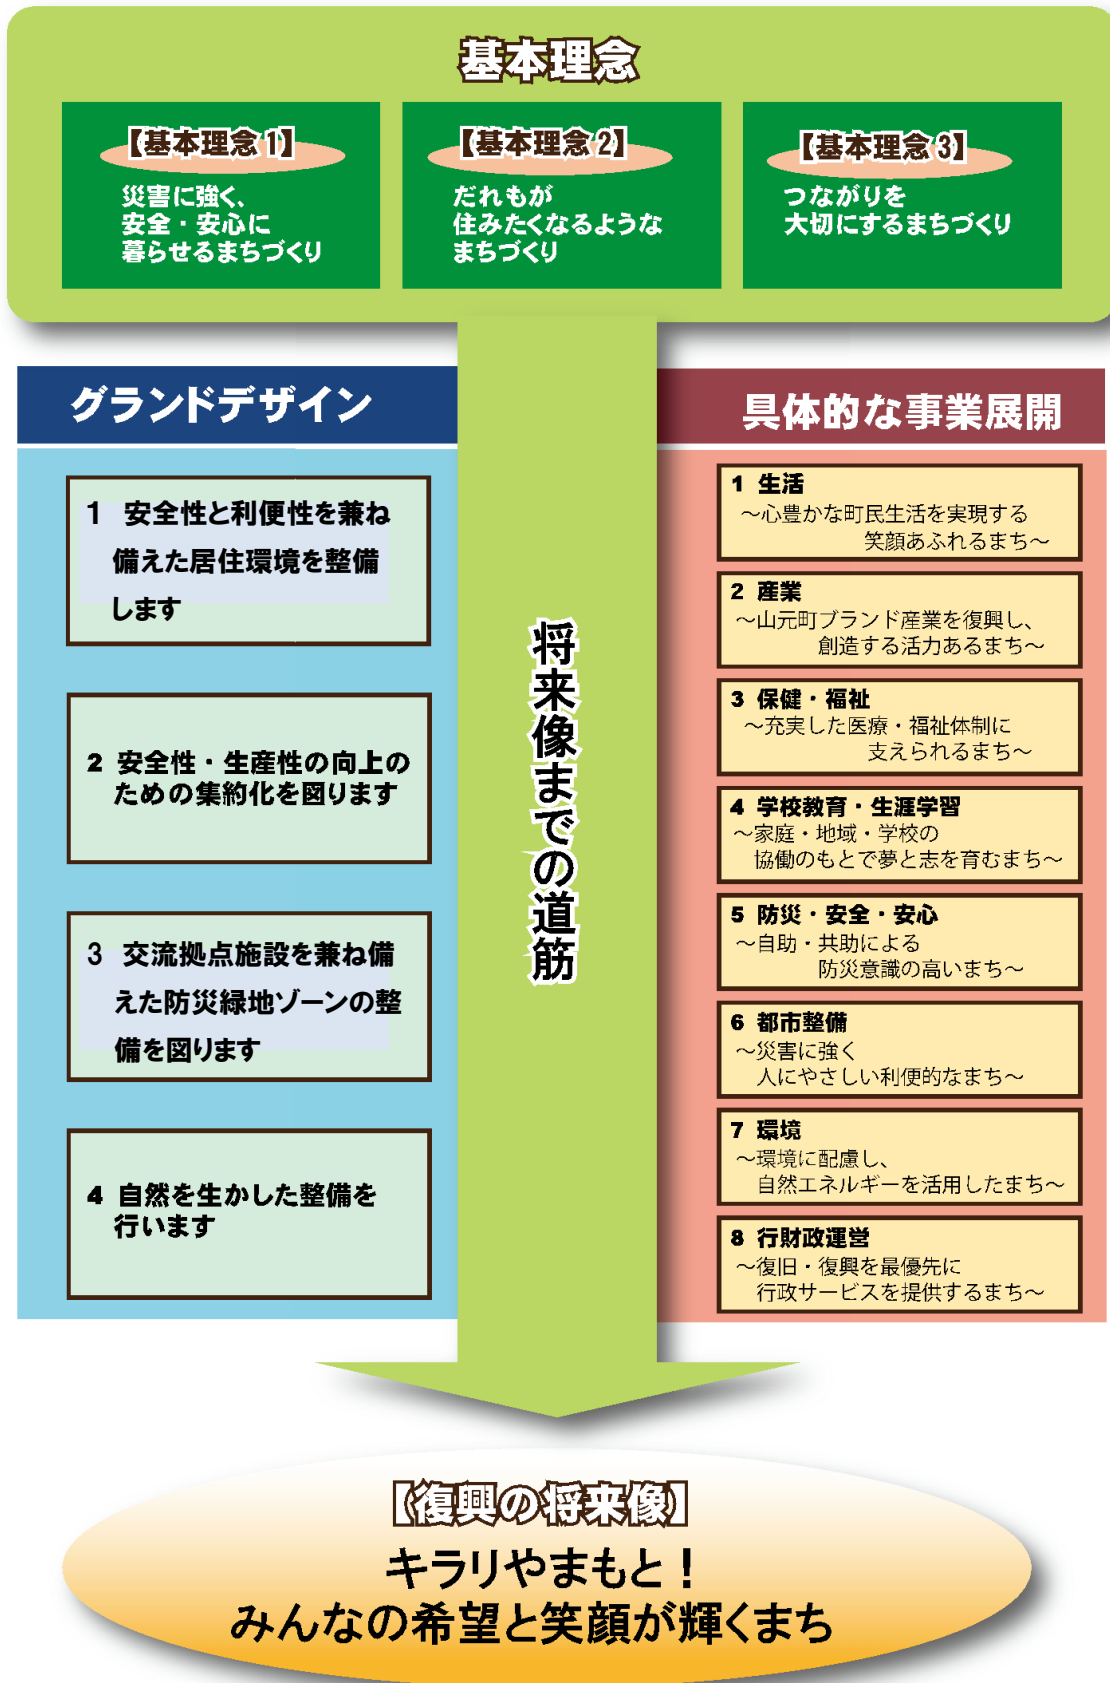 基本理念
【基本理念 1】
災害に強く、
安全・安心に
暮らせるまちづくり
【基本理念 2】
だれもが
住みたくなるような
まちづくり
【基本理念 3】
つながりを
大切にするまちづくり
グランドデザイン
1 安全性と利便性を兼ね
備えた居住環境を整備
します
2 安全性・生産性の向上の
ための集約化を図ります
3 交流拠点施設を兼ね備
えた防災緑地ゾーンの整
備を図ります
4 自然を生かした整備を
行います
将来像までの道筋
具体的な事業展開
1 生活
～心豊かな町民生活を実現する
笑顔あふれるまち～
2 産業
～山元町ブランド産業を復興し、
創造する活力あるまち～
3 保健・福祉
～充実した医療・福祉体制に
支えられるまち～
4 学校教育・生涯学習
～家庭・地域・学校の
協働のもとで夢と志を育むまち～
5 防災・安全・安心
～自助・共助による
防災意識の高いまち～
6 都市整備
～災害に強く
人にやさしい利便的なまち～
7 環境
～環境に配慮し、
自然エネルギーを活用したまち～
8 行財政運営
～復旧・復興を最優先に
行政サービスを提供するまち～
【復興の将来像】
キラリやまもと！
みんなの希望と笑顔が輝くまち